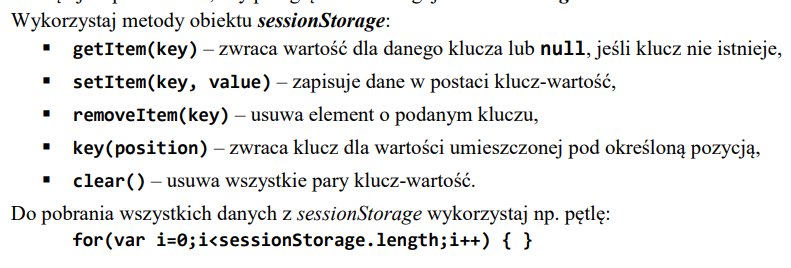 Wykorzystaj metody obiektu sessionStorage:
▪ getItem(key) – zwraca wartość dla danego klucza lub null, jeśli klucz nie istnieje,
▪ setItem(key, value) – zapisuje dane w postaci klucz-wartość,
▪ removeItem(key) – usuwa element o podanym kluczu,
▪ key(position) – zwraca klucz dla wartości umieszczonej pod określoną pozycją,
▪ clear() – usuwa wszystkie pary klucz-wartość.
Do pobrania wszystkich danych z sessionStorage wykorzystaj np. pętlę:
for(var i=0;i<sessionStorage.length;i++) { }